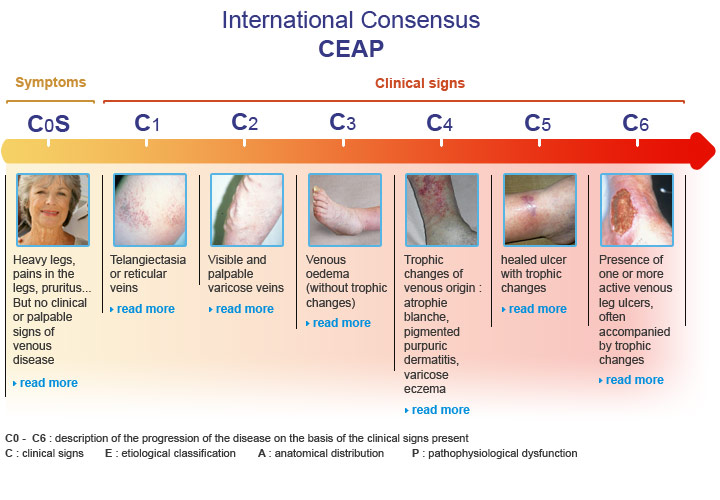 International Consensus
CEAP
Symptoms
Clinical signs
C0S
C1
C2
C3
C4
C5
C6
Heavy legs,
pains in the
legs, pruritus...
But no clinical
or palpable
signs of
venous
disease
read more
Telangiectasia
or reticular
veins
read more
Visible and
palpable
varicose veins
read more
Venous
oedema
(without trophic
changes)
read more
Trophic
changes of
venous origin :
atrophie
blanche,
pigmented
purpuric
dermatitis,
varicose
eczema
read more
healed ulcer
with trophic
changes
read more
Presence of
one or more
active venous
leg ulcers,
often
accompanied
by trophic
changes
read more
C0 - C6 : description of the progression of the disease on the basis of the clinical signs present
C : clinical signs E : etiological classification A : anatomical distribution P : pathophysiological dysfunction